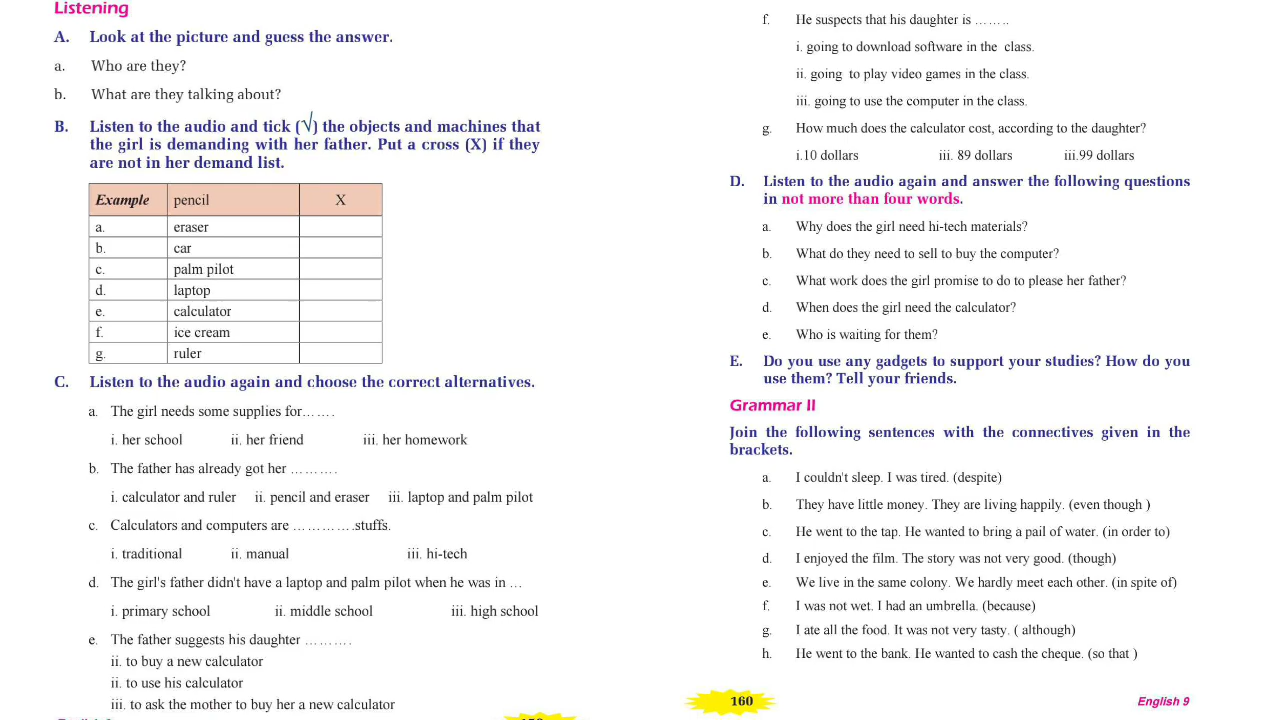 Listening
A. Look at the picture and guess the answer.
a. Who are they?
b. What are they talking about?
B. Listen to the audio and tick (√) the objects and machines that
the girl is demanding with her father. Put a cross (X) if they
are not in her demand list.
Example pencil X
a. eraser
b. car
c. palm pilot
d. laptop
e. calculator
f. ice cream
g. ruler
C. Listen to the audio again and choose the correct alternatives.
a. The girl needs some supplies for…….
i. her school ii. her friend iii. her homework
b. The father has already got her ……….
i. calculator and ruler ii. pencil and eraser iii. laptop and palm pilot
c. Calculators and computers are ………….stuffs.
i. traditional ii. manual iii. hi-tech
d. The girl's father didn't have a laptop and palm pilot when he was in …
i. primary school ii. middle school iii. high school
e. The father suggests his daughter ……….
ii. to buy a new calculator
ii. to use his calculator
iii. to ask the mother to buy her a new calculator
f. He suspects that his daughter is ……..
i. going to download software in the class.
ii. going to play video games in the class.
iii. going to use the computer in the class.
g. How much does the calculator cost, according to the daughter?
i.10 dollars iii. 89 dollars iii.99 dollars
D. Listen to the audio again and answer the following questions
in not more than four words.
a. Why does the girl need hi-tech materials?
b. What do they need to sell to buy the computer?
c. What work does the girl promise to do to please her father?
d. When does the girl need the calculator?
e. Who is waiting for them?
E. Do you use any gadgets to support your studies? How do you
use them? Tell your friends.
Grammar II
Join the following sentences with the connectives given in the
brackets.
a. I couldn't sleep. I was tired. (despite)
b. They have little money. They are living happily. (even though )
c. He went to the tap. He wanted to bring a pail of water. (in order to)
d. I enjoyed the film. The story was not very good. (though)
e. We live in the same colony. We hardly meet each other. (in spite of)
f. I was not wet. I had an umbrella. (because)
g. I ate all the food. It was not very tasty. ( although)
h. He went to the bank. He wanted to cash the cheque. (so that )
160 English 9